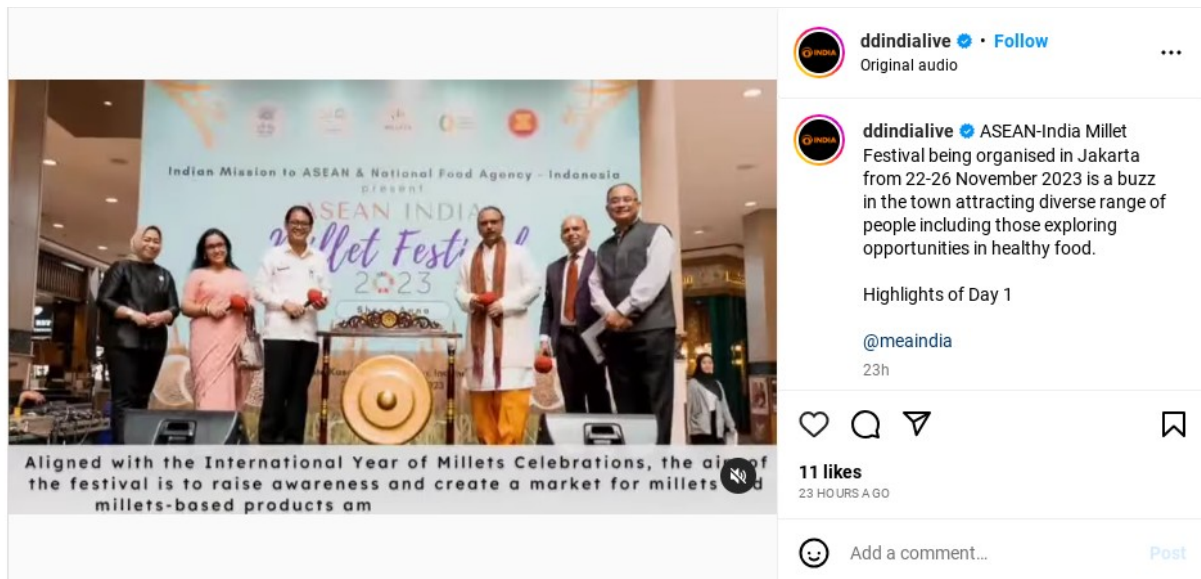 INDIA
ddindialive • Follow
Original audio
...
INDIA
ddindialive ASEAN-India Millet
Festival being organised in Jakarta
from 22-26 November 2023 is a buzz
in the town attracting diverse range of
people including those exploring
opportunities in healthy food.
Highlights of Day 1
@meaindia
23h
11 likes
23 HOURS AGO
Add a comment...
Post
Indian Mission to ASEAN & National Food Agency - Indonesia
present
ASEAN INDIA
Millet Festival
2023
Aligned with the International Year of Millets Celebrations, the of
the festival is to raise awareness and create a market for millets
millets-based products am